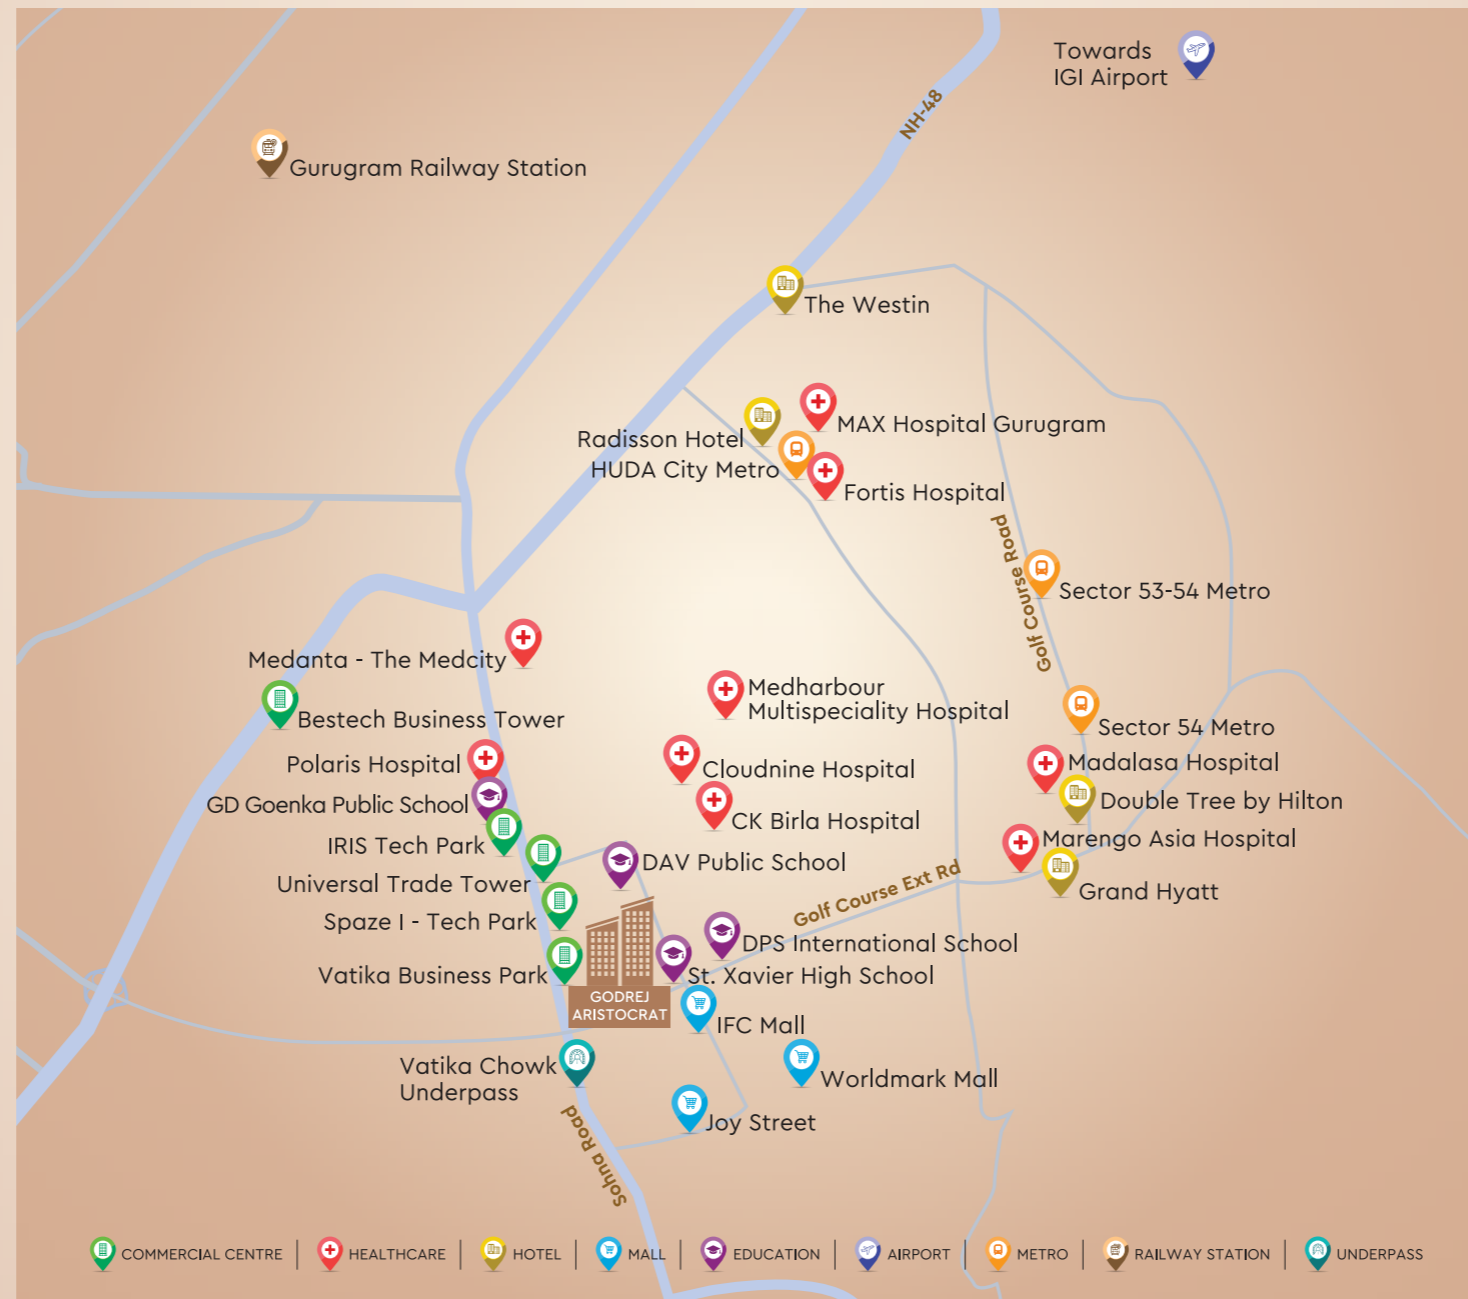 Towards
IGI Airport
NH-48
Gurugram Railway Station
The Westin
MAX Hospital Gurugram
Radisson Hotel
HUDA City Metro
Fortis Hospital
Golf Course Road
Sector 53-54 Metro
Medanta - The Medcity
Medharbour
Multispeciality Hospital
Bestech Business Tower
Sector 54 Metro
Polaris Hospital
Cloudnine Hospital
Madalasa Hospital
GD Goenka Public School
Double Tree by Hilton
CK Birla Hospital
IRIS Tech Park
Marengo Asia Hospital
DAV Public School
Universal Trade Tower
Golf Course Ext Rd
Grand Hyatt
Spaze I - Tech Park
DPS International School
Vatika Business Park
St. Xavier High School
GODREJ
ARISTOCRAT
IFC Mall
Vatika Chowk
Underpass
Worldmark Mall
Joy Street
Sohna Road
COMMERCIAL CENTRE | HEALTHCARE | HOTEL | MALL | EDUCATION | AIRPORT | METRO | RAILWAY STATION | UNDERPASS